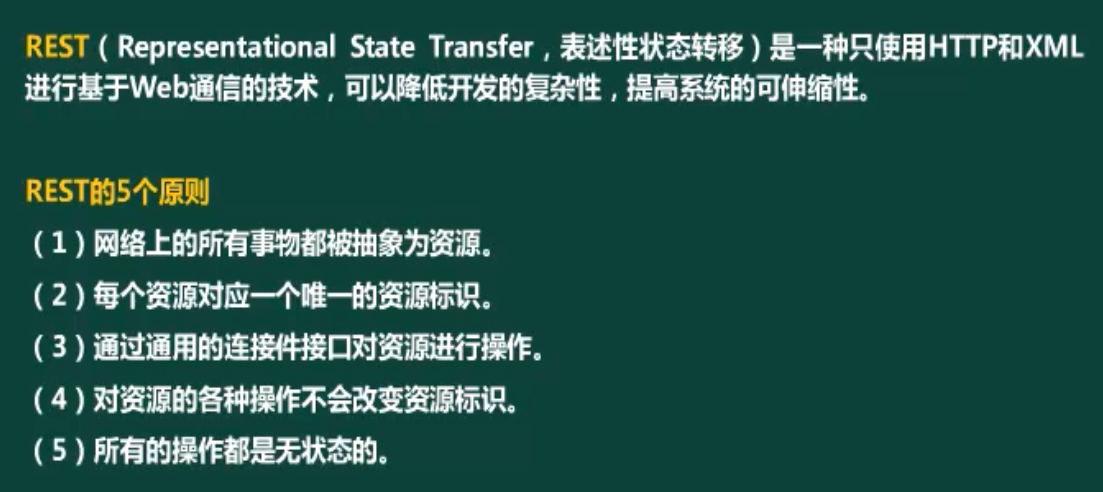 REST（Representational State Transfer，表述性状态转移）是一种只使用HTTP和XML
进行基于Web通信的技术，可以降低开发的复杂性，提高系统的可伸缩性。
REST的5个原则
（1）网络上的所有事物都被抽象为资源。
（2）每个资源对应一个唯一的资源标识。
（3）通过通用的连接件接口对资源进行操作。
（4）对资源的各种操作不会改变资源标识。
（5）所有的操作都是无状态的。